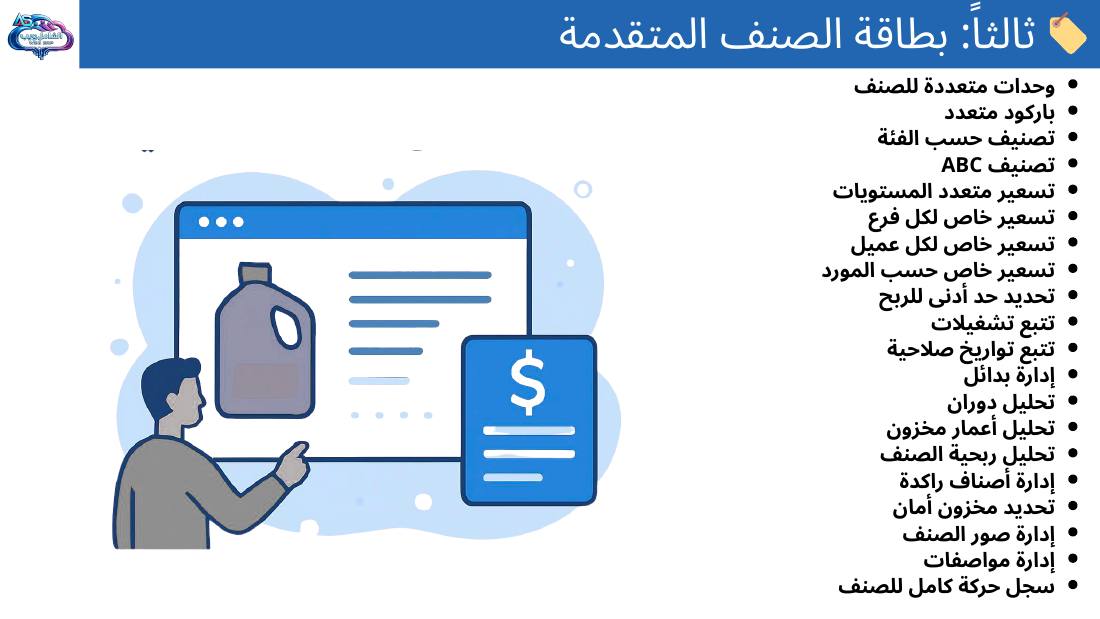 ثالثاً: بطاقة الصنف المتقدمة
وحدات متعددة للصنف
باركود متعدد
تصنيف حسب الفئة
تصنيف ABC
تسعير متعدد المستويات
تسعير خاص لكل فرع
تسعير خاص لكل عميل
تسعير خاص حسب المورد
تحديد حد أدنى للربح
تتبع تشغيلات
تتبع تواريخ صلاحية
إدارة بدائل
تحليل دوران
تحليل أعمار مخزون
تحليل ربحية الصنف
إدارة أصناف راكدة
تحديد مخزون أمان
إدارة صور الصنف
إدارة مواصفات
سجل حركة كامل للصنف
$